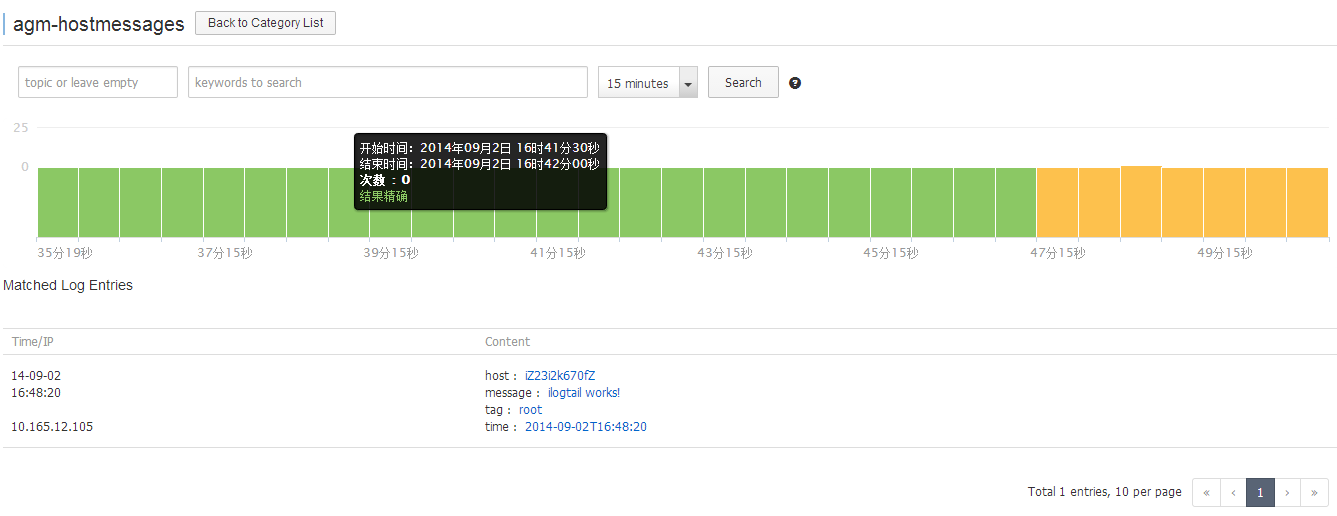 agm-hostmessages
Back to Category List
topic or leave empty
keywords to search
15 minutes
Search
?
25
0
开始时间：2014年09月2日 16时41分30秒
结束时间：2014年09月2日 16时42分00秒
次数 : 0
结果精确
35分19秒 37分15秒 39分15秒 41分15秒 43分15秒 45分15秒 47分15秒 49分15秒
Matched Log Entries
Time/IP Content
14-09-02 host : iZ23i2k670fZ
16:48:20 message : ilogtail works!
tag : root
10.165.12.105 time : 2014-09-02T16:48:20
Total 1 entries, 10 per page « ‹ 1 › »